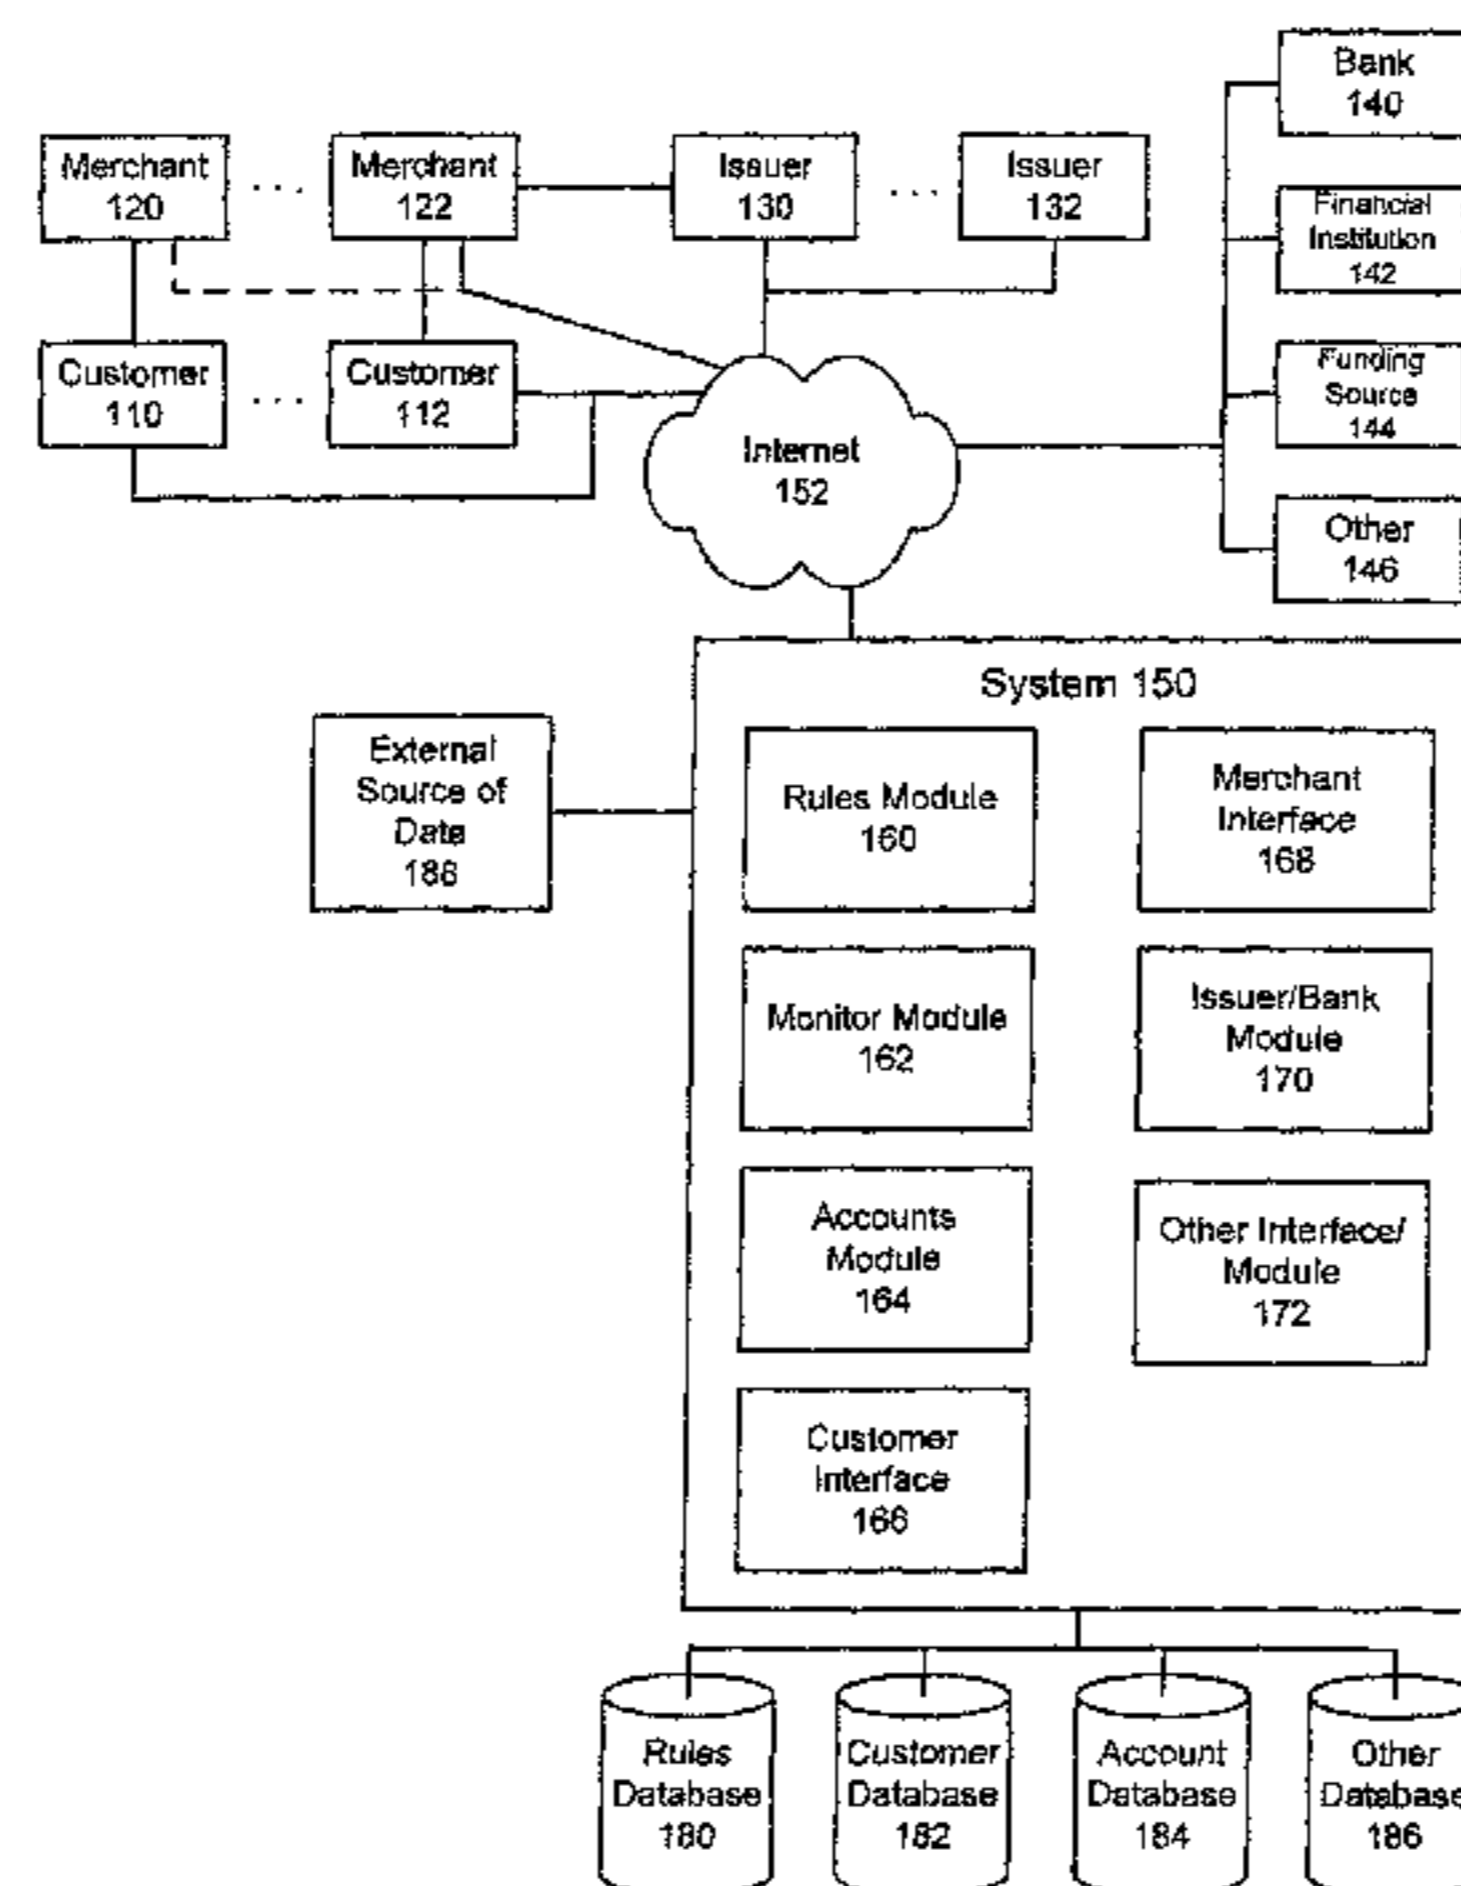 Bank
140
Merchant
120
Merchant
122
Issuer
130
Issuer
132
Financial
Institution
142
Customer
110
Customer
112
Funding
Source
144
Internet
152
Other
146
System 150
External
Source of
Data
188
Rules Module
160
Merchant
Interface
168
Monitor Module
162
Issuer/Bank
Module
170
Accounts
Module
164
Other Interface/
Module
172
Customer
Interface
166
Rules
Database
180
Customer
Database
182
Account
Database
184
Other
Database
186